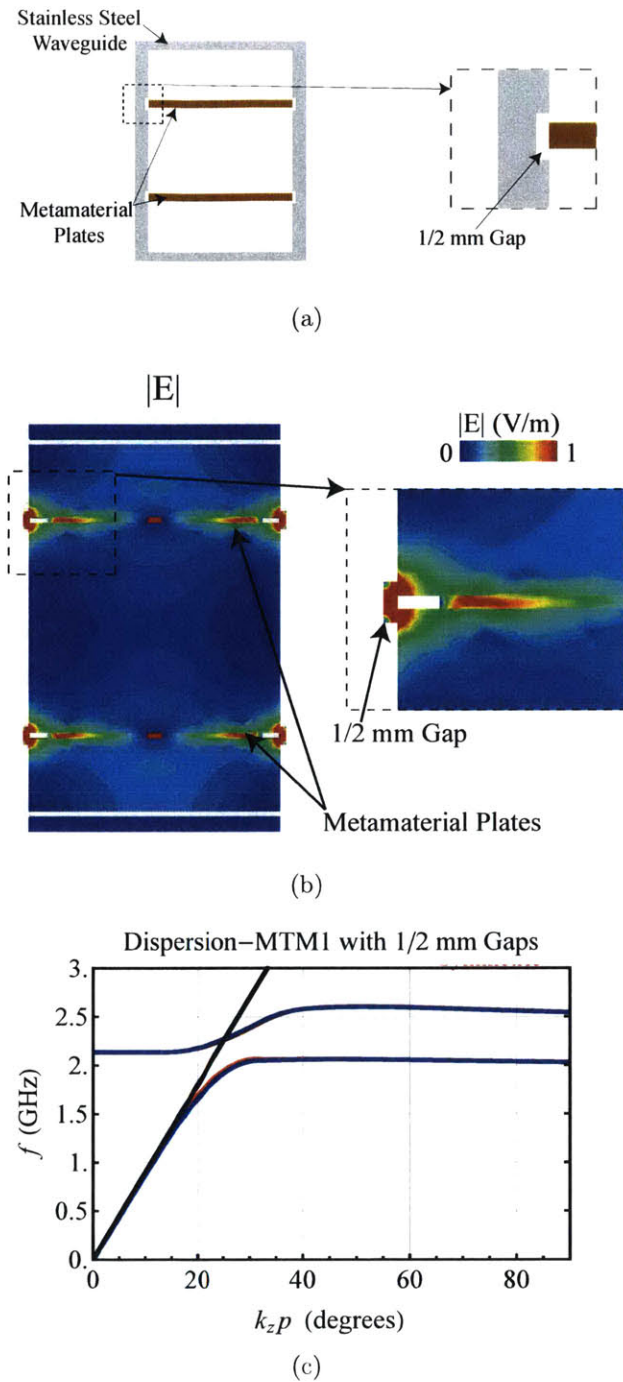 Stainless Steel
Waveguide
Metamaterial
Plates
1/2 mm Gap
(a)
|E|
|E| (V/m)
0 1
1/2 mm Gap
Metamaterial Plates
(b)
Dispersion−MTM1 with 1/2 mm Gaps
3.
2.5
2.
1.5
1.
0.5
0.
f (GHz)
0 20 40 60 80
k_z p (degrees)
(c)